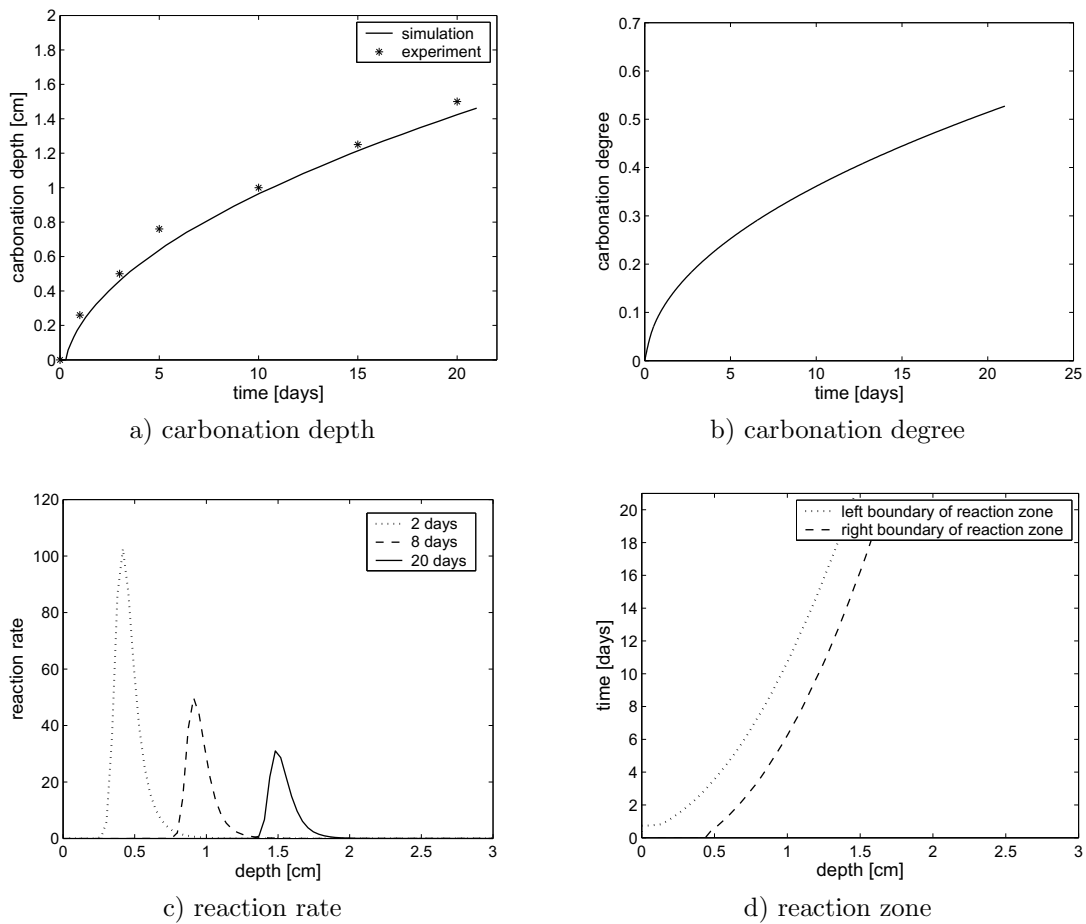 2
1.8
1.6
1.4
1.2
1
0.8
0.6
0.4
0.2
0
carbonation depth [cm]
simulation
experiment
0 5 10 15 20
time [days]
a) carbonation depth
0.7
0.6
0.5
0.4
0.3
0.2
0.1
0
carbonation degree
0 5 10 15 20 25
time [days]
b) carbonation degree
120
100
80
60
40
20
0
reaction rate
2 days
8 days
20 days
0 0.5 1 1.5 2 2.5 3
depth [cm]
c) reaction rate
20
18
16
14
12
10
8
6
4
2
0
time [days]
left boundary of reaction zone
right boundary of reaction zone
0 0.5 1 1.5 2 2.5 3
depth [cm]
d) reaction zone